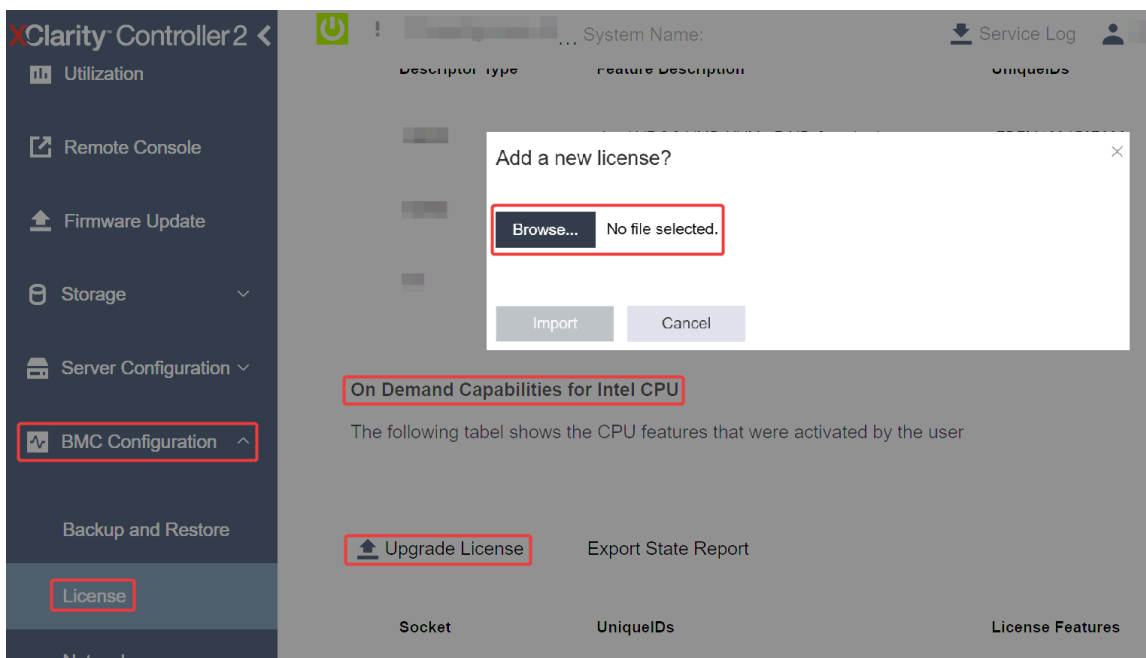 XClarity Controller 2
... System Name:
Service Log
Utilization
Descriptor Type
Feature Description
UniqueIDs
Remote Console
Add a new license?
Firmware Update
Browse... No file selected.
Storage
Import
Cancel
Server Configuration
On Demand Capabilities for Intel CPU
BMC Configuration
The following tabel shows the CPU features that were activated by the user
Backup and Restore
Upgrade License
Export State Report
License
Socket
UniqueIDs
License Features